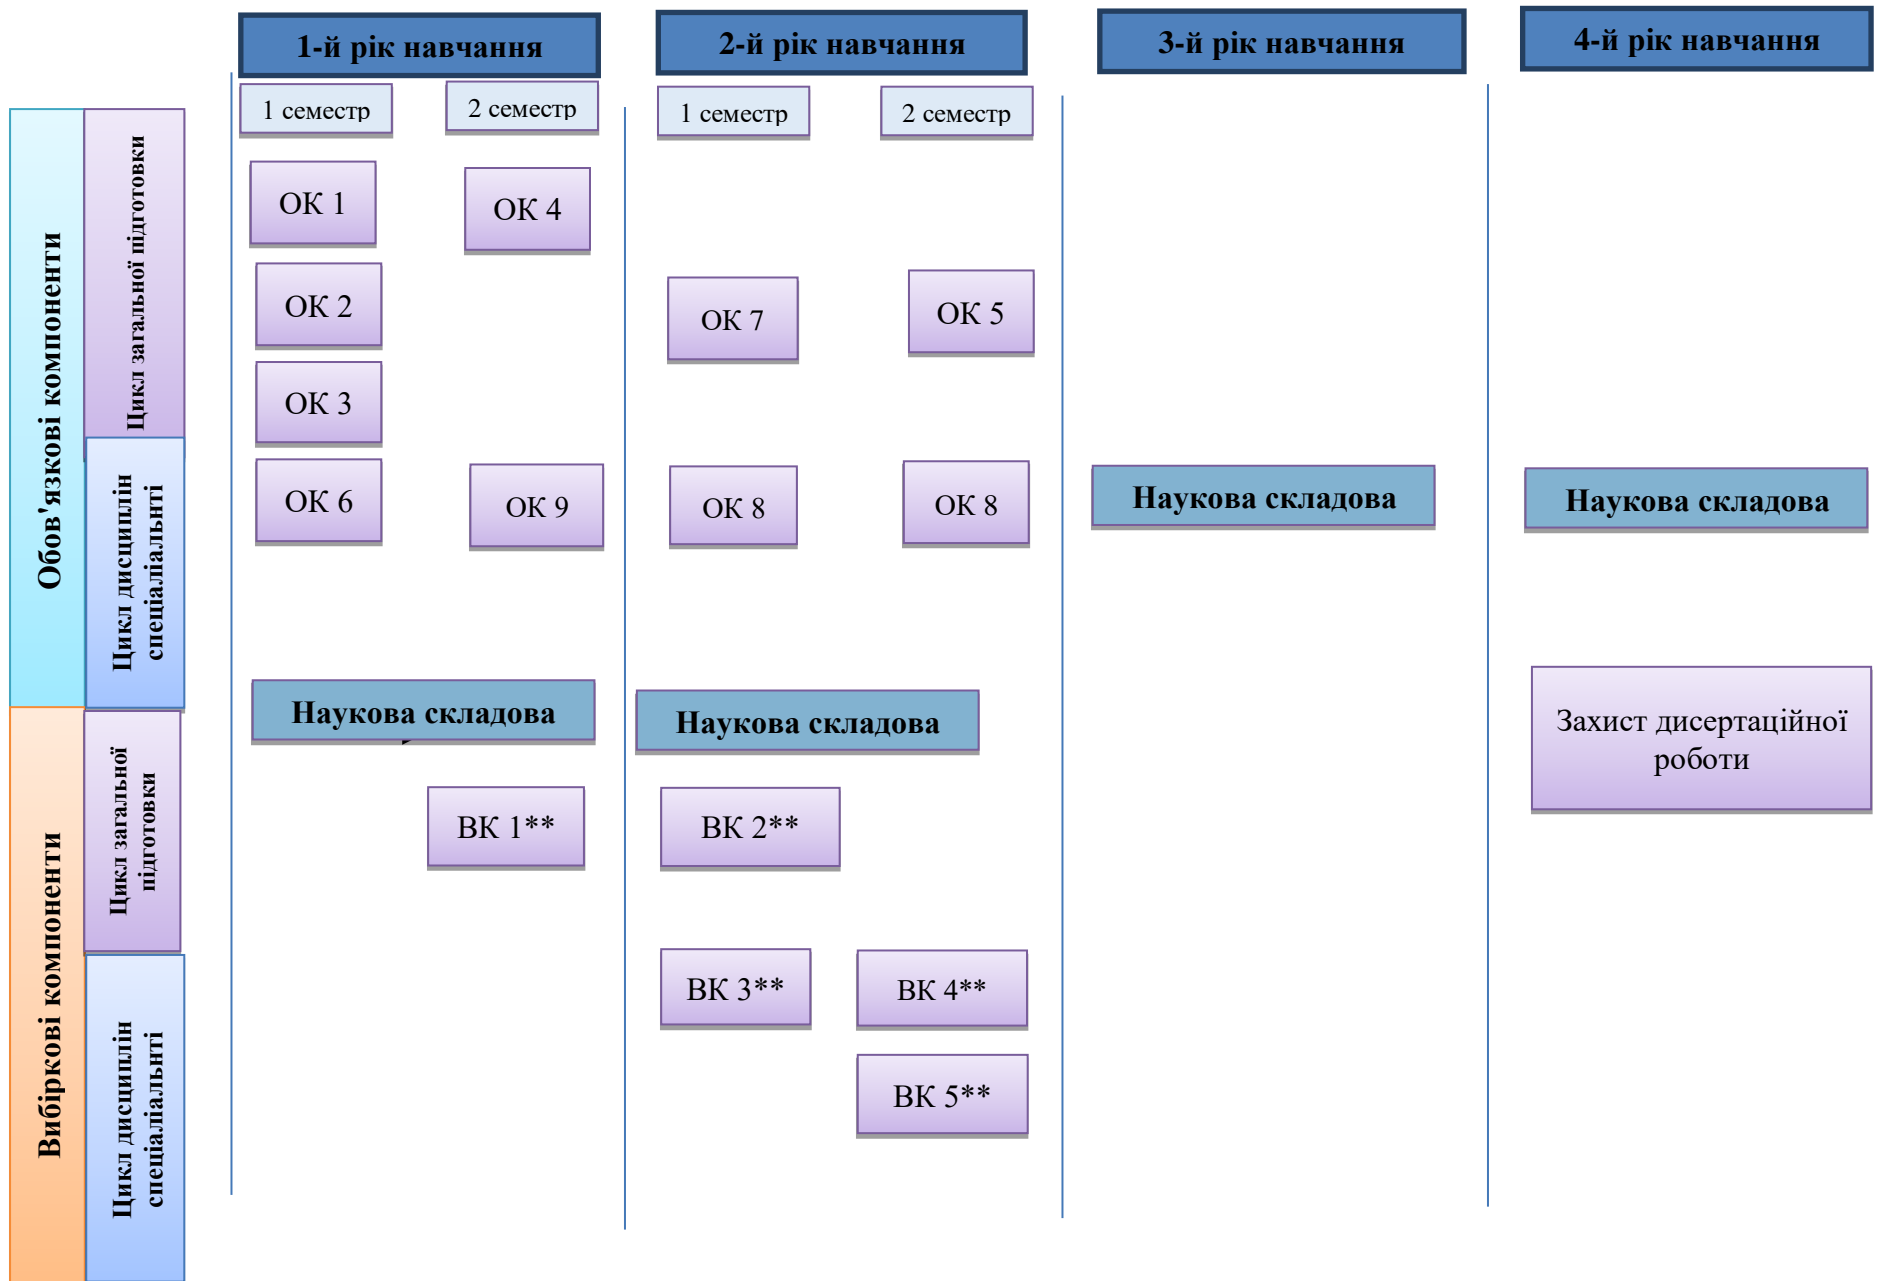 1-й рік навчання
2-й рік навчання
3-й рік навчання
4-й рік навчання
1 семестр
2 семестр
1 семестр
2 семестр
Обов'язкові компоненти
Цикл загальної підготовки
ОК 1
ОК 4
ОК 2
ОК 7
ОК 5
ОК 3
Цикл дисциплін
спеціаліальнті
ОК 6
ОК 9
ОК 8
ОК 8
Наукова складова
Наукова складова
Наукова складова
Наукова складова
Захист дисертаційної
роботи
Вибіркові компоненти
Цикл загальної
підготовки
ВК 1**
ВК 2**
Цикл дисциплін
спеціаліальнті
ВК 3**
ВК 4**
ВК 5**